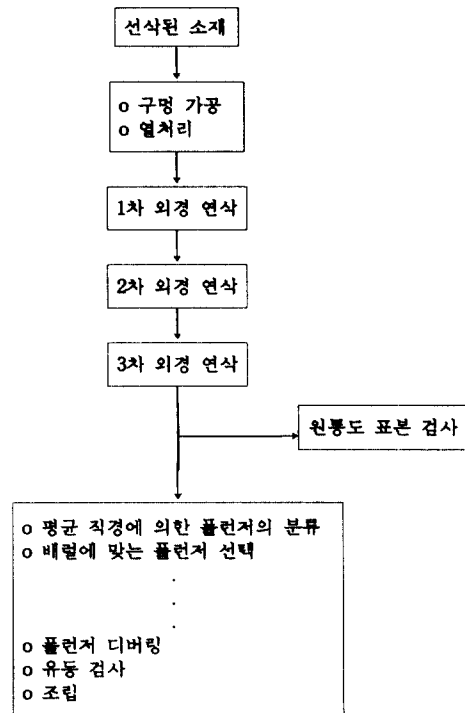 선삭된 소재
o 구멍 가공
o 열처리
1차 외경 연삭
2차 외경 연삭
3차 외경 연삭
원통도 표본 검사
o 평균 직경에 의한 플런저의 분류
o 배럴에 맞는 플런저 선택
.
.
.
o 플런저 디버링
o 유동 검사
o 조립